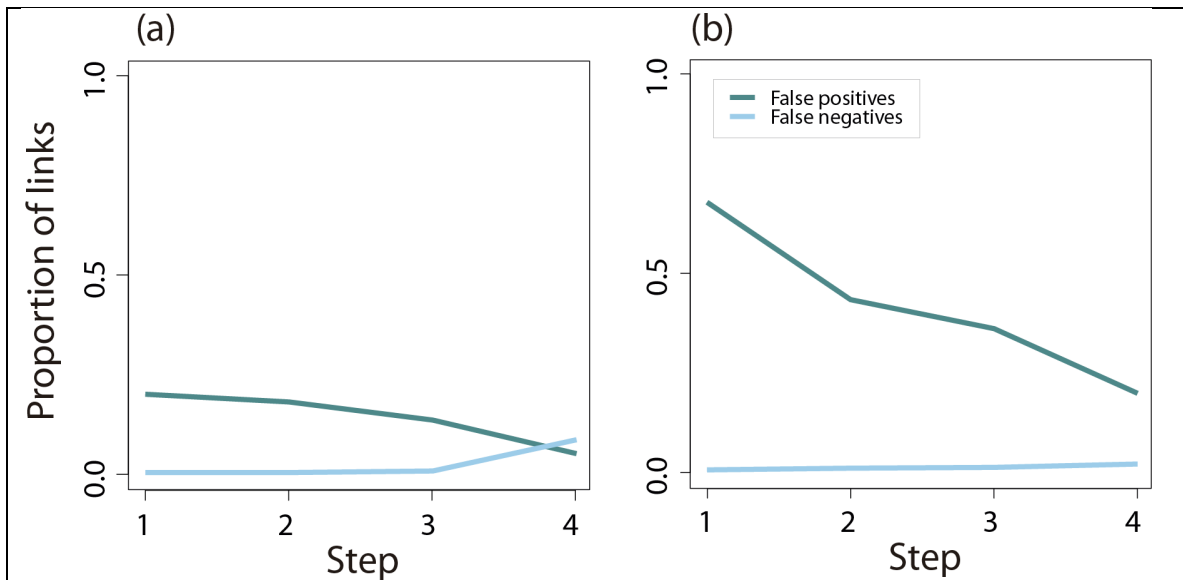 (a)
(b)
Proportion of links
1.0
0.5
0.0
1 2 3 4
Step
1.0
0.5
0.0
False positives
False negatives
1 2 3 4
Step